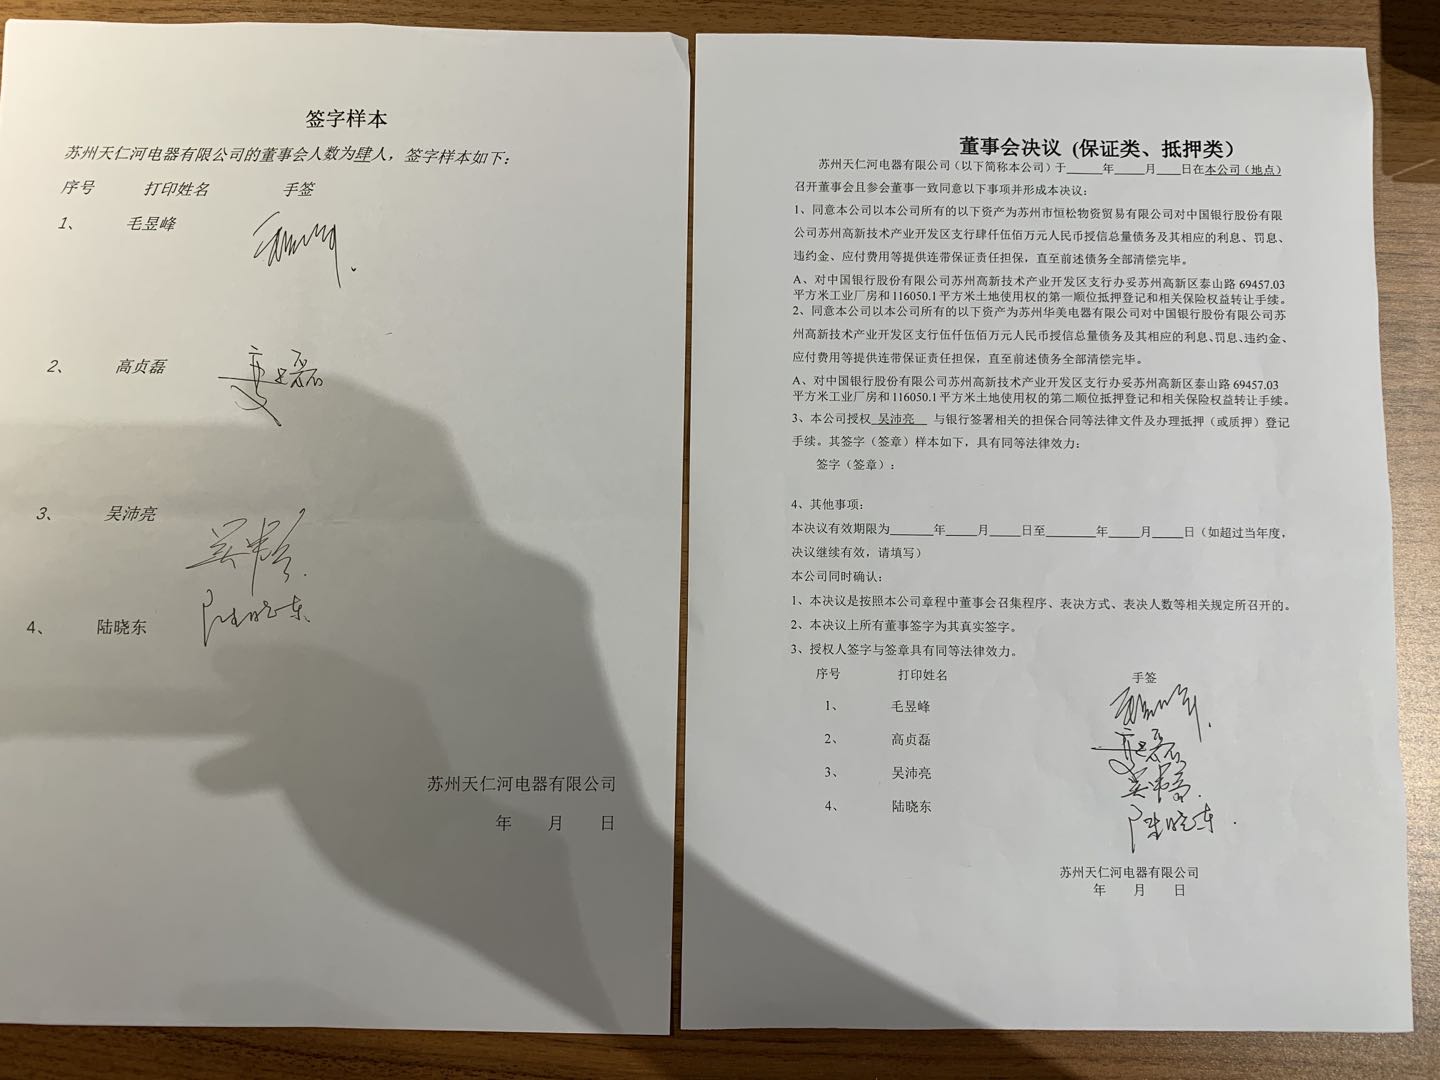 董事会决议 (保证类、抵押类)
苏州天仁河电器有限公司(以下简称本公司)于____年____月____日在本公司(地点)
召开董事会且参会董事一致同意以下事项并形成本决议:
1、同意本公司以本公司所有的以下资产为苏州市恒松物资贸易有限公司对中国银行股份有限
公司苏州高新技术产业开发区支行肆仟伍佰万元人民币授信总量债务及其相应的利息、罚息、
违约金、应付费用等提供连带保证责任担保，直至前述债务全部清偿完毕。
A、对中国银行股份有限公司苏州高新技术产业开发区支行办妥苏州高新区泰山路 69457.03
平方米工业厂房和116050.1平方米土地使用权的第一顺位抵押登记和相关保险权益转让手续。
2、同意本公司以本公司所有的以下资产为苏州华美电器有限公司对中国银行股份有限公司苏
州高新技术产业开发区支行伍仟伍佰万元人民币授信总量债务及其相应的利息、罚息、违约金、
应付费用等提供连带保证责任担保，直至前述债务全部清偿完毕。
A、对中国银行股份有限公司苏州高新技术产业开发区支行办妥苏州高新区泰山路 69457.03
平方米工业厂房和116050.1平方米土地使用权的第二顺位抵押登记和相关保险权益转让手续。
3、本公司授权 吴沛亮 与银行签署相关的担保合同等法律文件及办理抵押（或质押）登记
手续。其签字（签章）样本如下，具有同等法律效力:
签字（签章）:
4、其他事项:
本决议有效期限为____年____月____日至____年____月____日（如超过当年度，
决议继续有效，请填写）
本公司同时确认:
1、本决议是按照本公司章程中董事会召集程序、表决方式、表决人数等相关规定所召开的。
2、本决议上所有董事签字为其真实签字。
3、授权人签字与签章具有同等法律效力。
序号 打印姓名 手签
1、 毛昱峰
2、 高贞磊 高贞磊
3、 吴沛亮
4、 陆晓东 陆晓东
苏州天仁河电器有限公司
年 月 日
签字样本
苏州天仁河电器有限公司的董事会人数为肆人，签字样本如下:
序号 打印姓名 手签
1、 毛昱峰
2、 高贞磊 高贞磊
3、 吴沛亮
4、 陆晓东 陆晓东
苏州天仁河电器有限公司
年 月 日